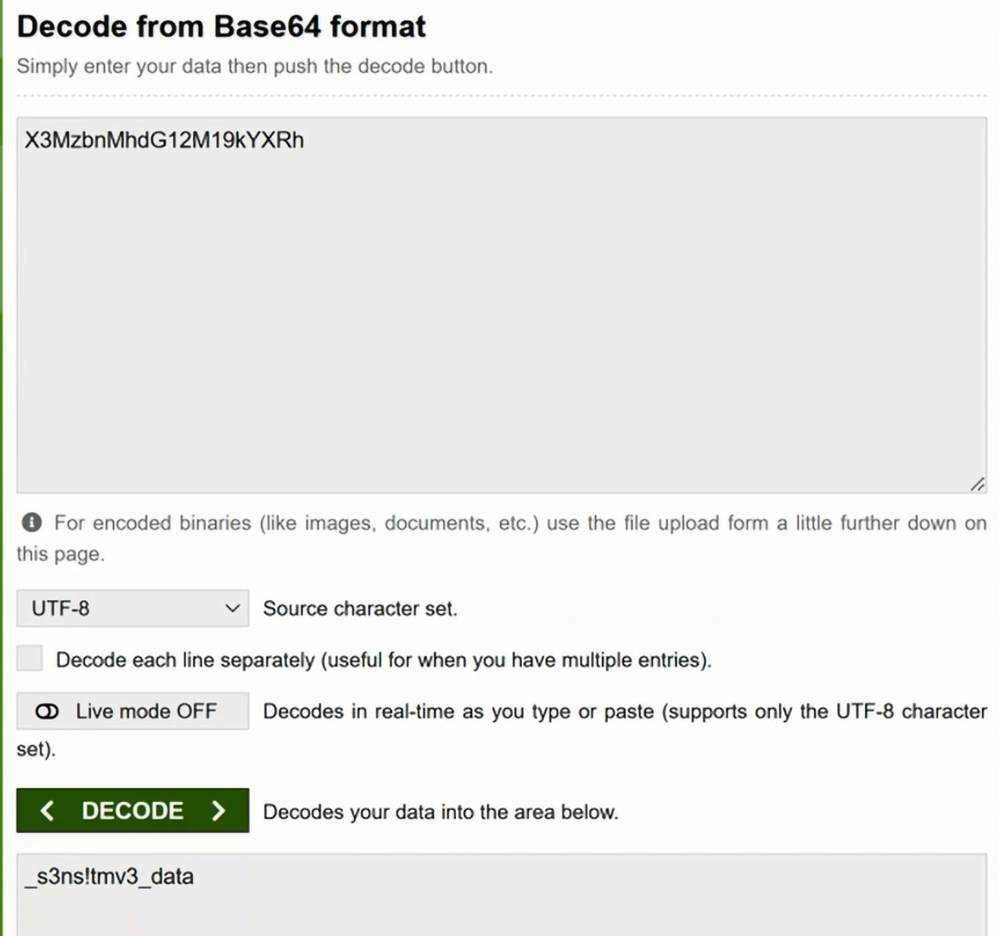 Decode from Base64 format
Simply enter your data then push the decode button.
X3MzbnMhdG12M19kYXRh
For encoded binaries (like images, documents, etc.) use the file upload form a little further down on
this page.
UTF-8 Source character set.
Decode each line separately (useful for when you have multiple entries).
Live mode OFF Decodes in real-time as you type or paste (supports only the UTF-8 character
set).
< DECODE > Decodes your data into the area below.
_s3ns!tmv3_data